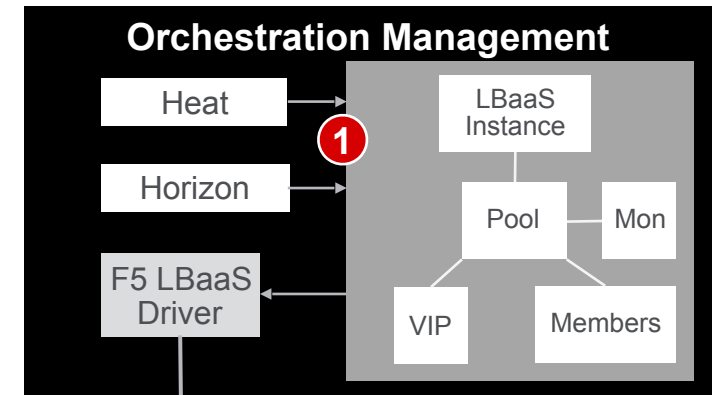 Orchestration Management
Heat
1
LBaaS
Instance
Horizon
Pool
Mon
F5 LBaaS
Driver
VIP
Members